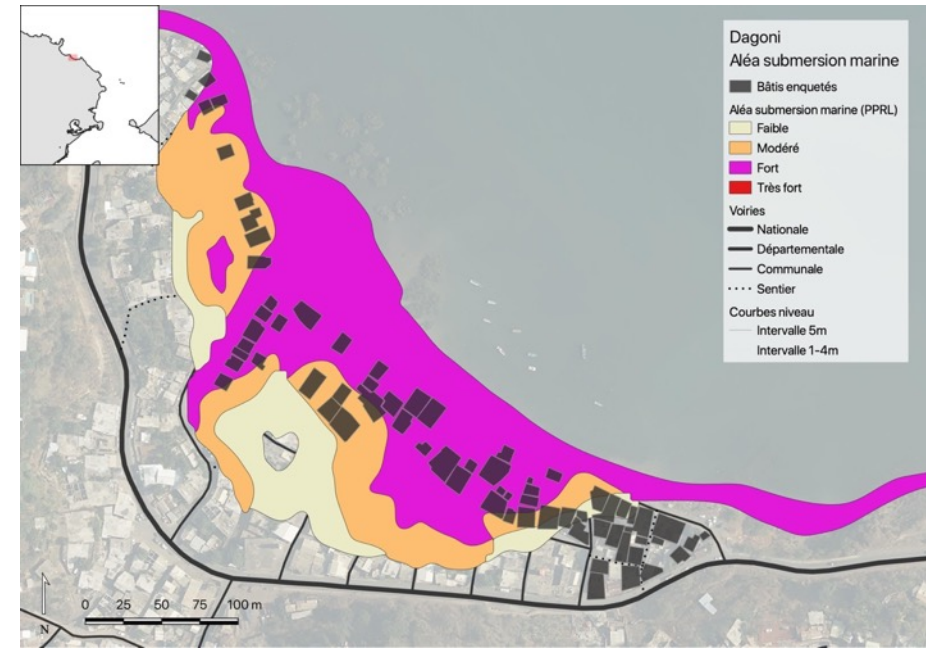 Dagoni
Aléa submersion marine
Bâtis enquetés
Aléa submersion marine (PPRL)
Faible
Modéré
Fort
Très fort
Voiries
Nationale
Départementale
Communale
Sentier
Courbes niveau
Intervalle 5m
Intervalle 1-4m
0 25 50 75 100 m
N